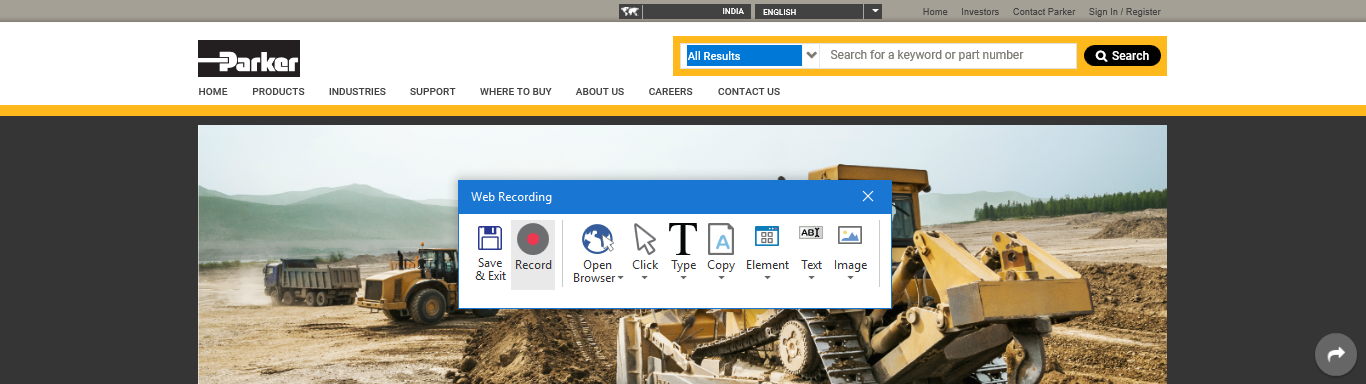 INDIA ENGLISH Home Investors Contact Parker Sign In / Register
Parker
All Results Search for a keyword or part number Search
HOME PRODUCTS INDUSTRIES SUPPORT WHERE TO BUY ABOUT US CAREERS CONTACT US
Web Recording
Save & Exit
Record
Open Browser
Click
Type
Copy
Element
Text
Image
T
A
AB